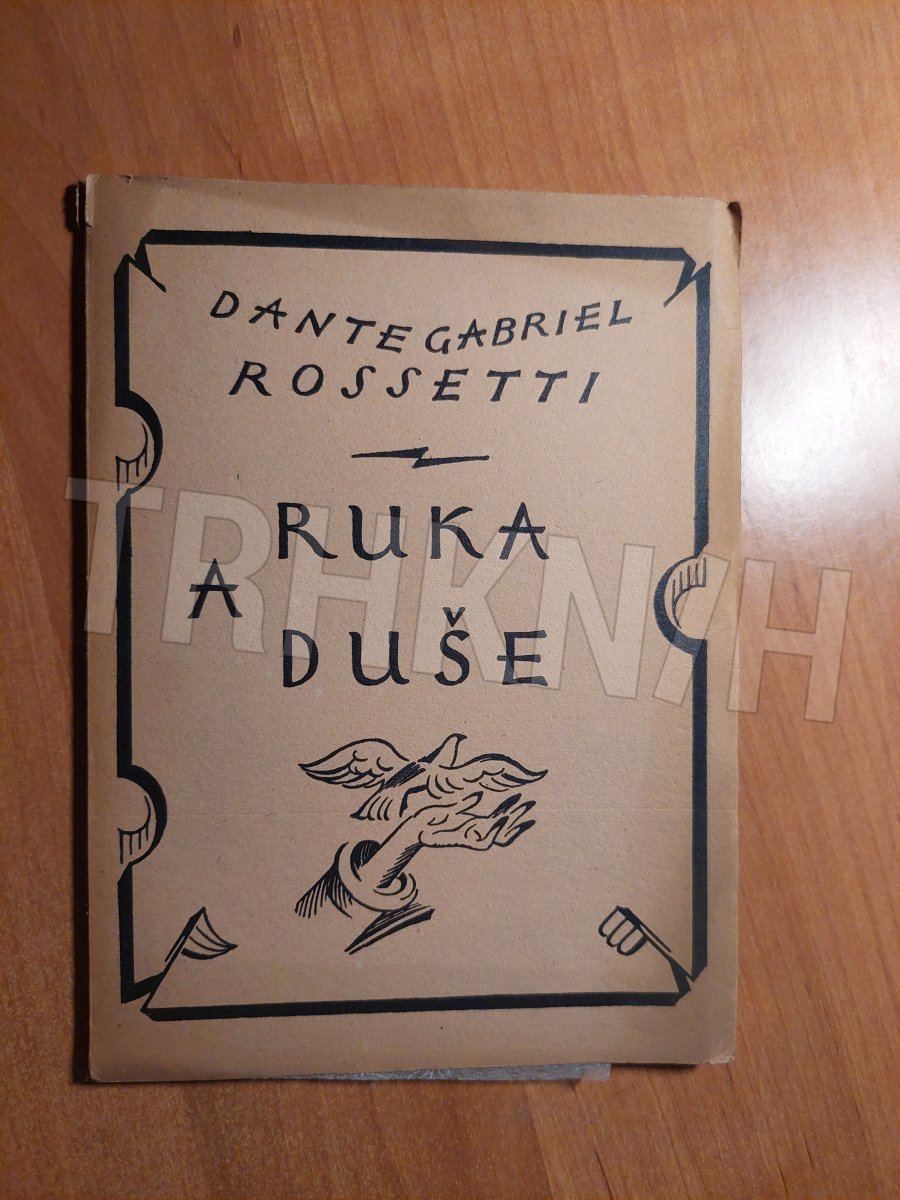 DANTE GABRIEL
ROSSETTI
RUKA
A
DUŠE
TRHKNIH